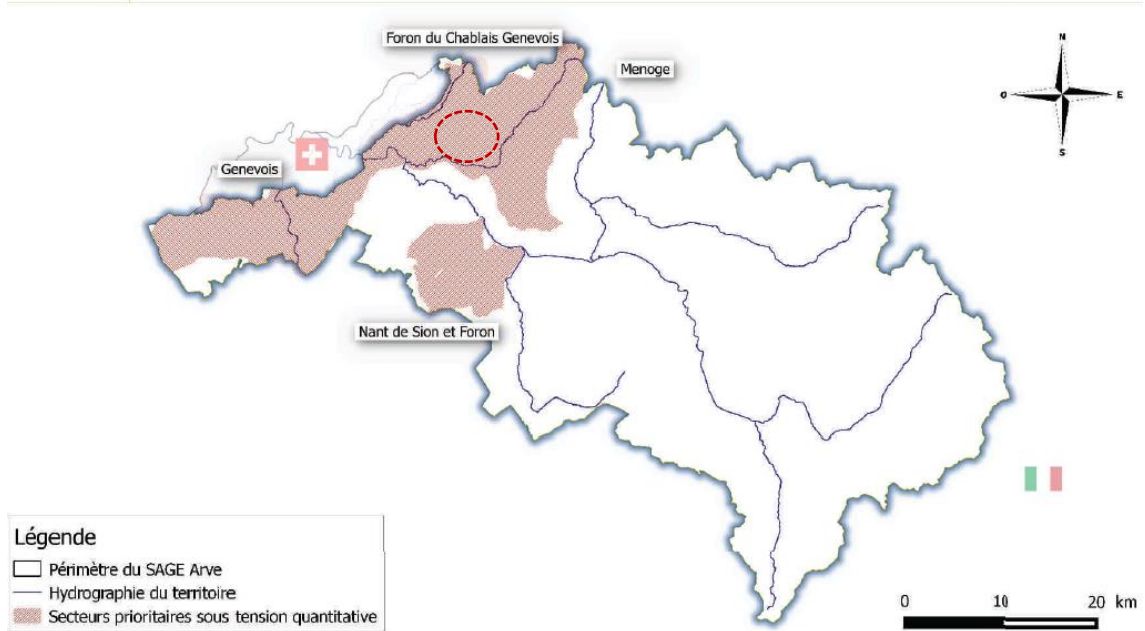 Foron du Chablais Genevois
Menoge
N
O
E
S
Genevois
Nant de Sion et Foron
Légende
Périmètre du SAGE Arve
Hydrographie du territoire
Secteurs prioritaires sous tension quantitative
0 10 20 km